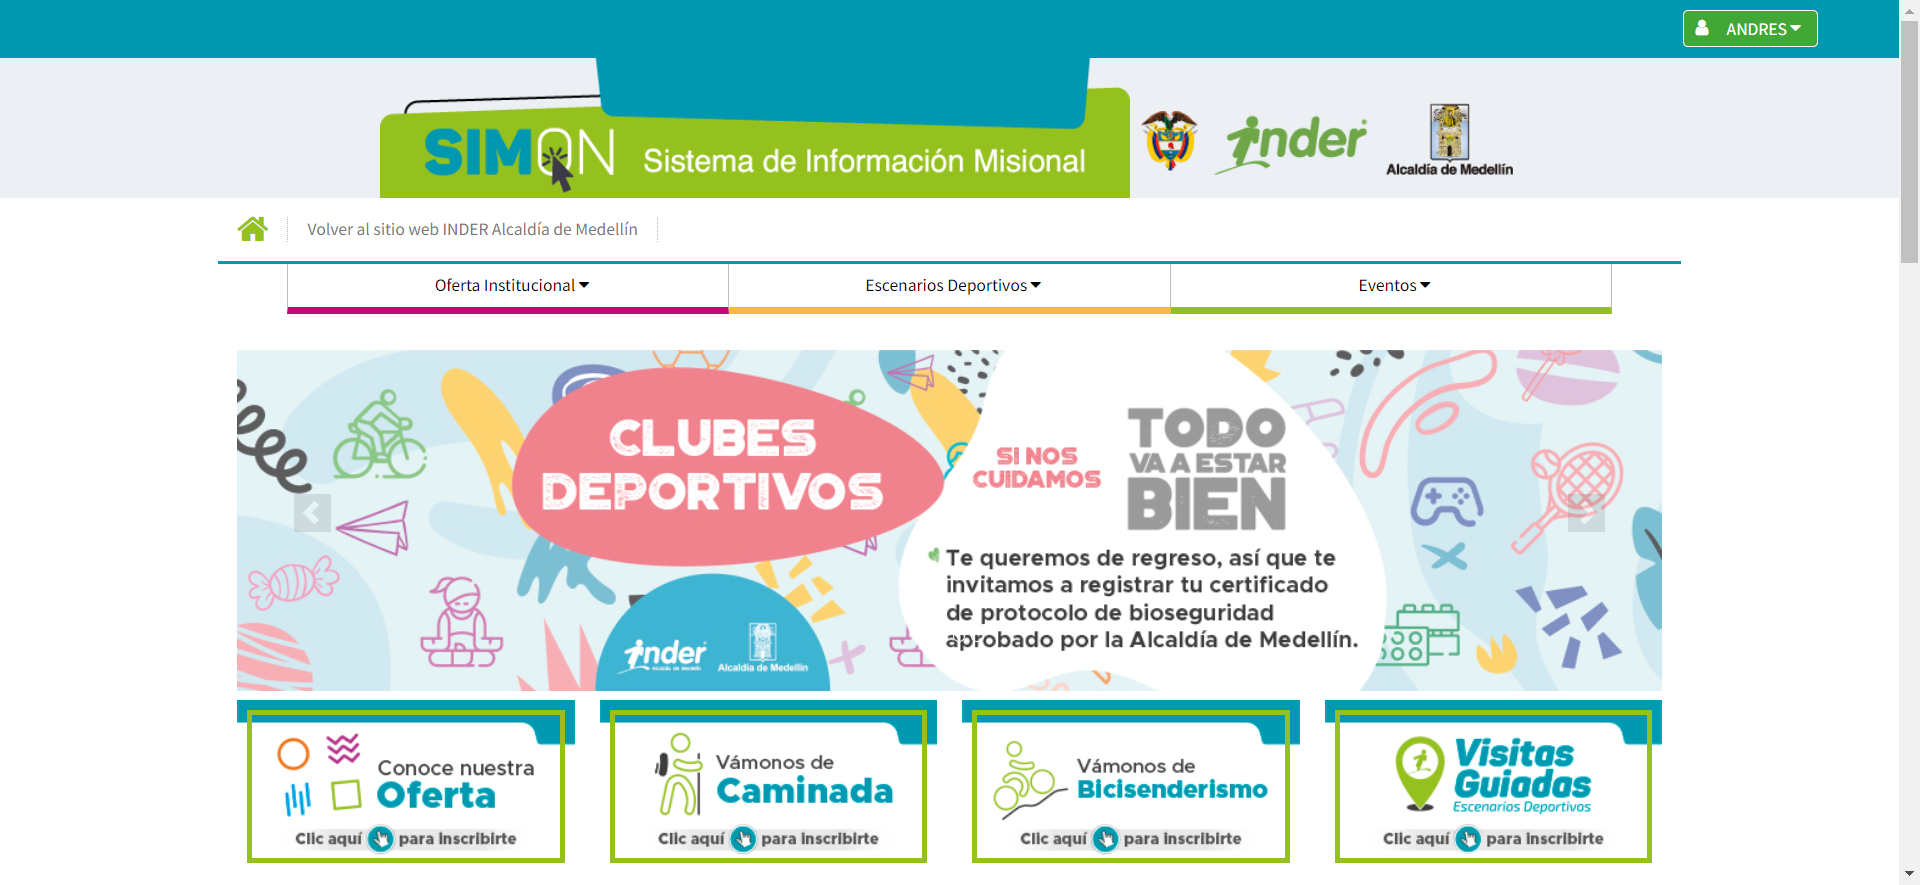 ANDRES
SIMON Sistema de Información Misional
inder
Alcaldía de Medellín
Volver al sitio web INDER Alcaldía de Medellín
Oferta Institucional
Escenarios Deportivos
Eventos
CLUBES
DEPORTIVOS
SI NOS
CUIDAMOS
TODO
VA A ESTAR
BIEN
Te queremos de regreso, así que te
invitamos a registrar tu certificado
de protocolo de bioseguridad
aprobado por la Alcaldía de Medellín.
inder
Alcaldía de Medellín
Alcaldía de Medellín
Conoce nuestra
Oferta
Clic aquí para inscribirte
Vámonos de
Caminada
Clic aquí para inscribirte
Vámonos de
Bicisenderismo
Clic aquí para inscribirte
Visitas
Guiadas
Escenarios Deportivos
Clic aquí para inscribirte